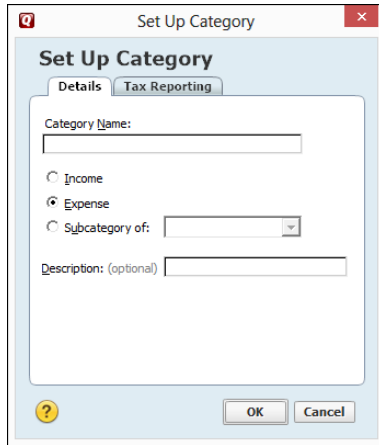 Set Up Category
Set Up Category
Details Tax Reporting
Category Name:
Income
Expense
Subcategory of:
Description: (optional)
? OK Cancel